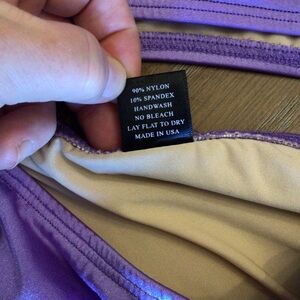 90% NYLON
10% SPANDEX
HANDWASH
NO BLEACH
LAY FLAT TO DRY
MADE IN USA